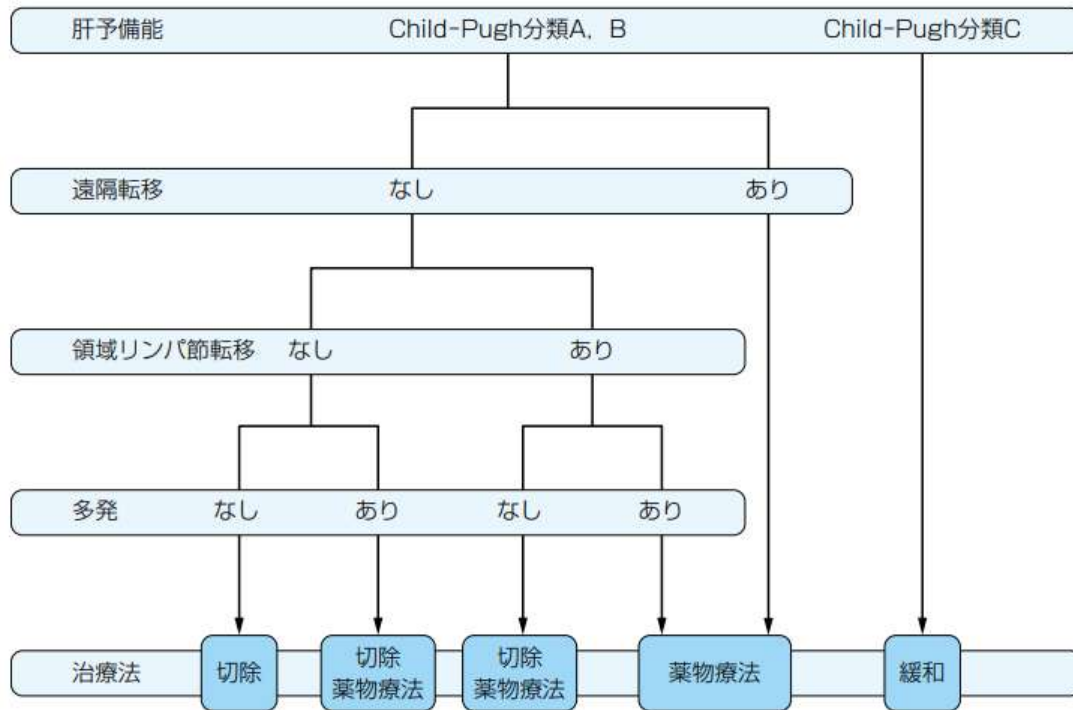 肝予備能 Child-Pugh分類A，B Child-Pugh分類C
遠隔転移 なし あり
領域リンパ節転移 なし あり
多発 なし あり なし あり
治療法 切除 切除 薬物療法 切除 薬物療法 薬物療法 緩和